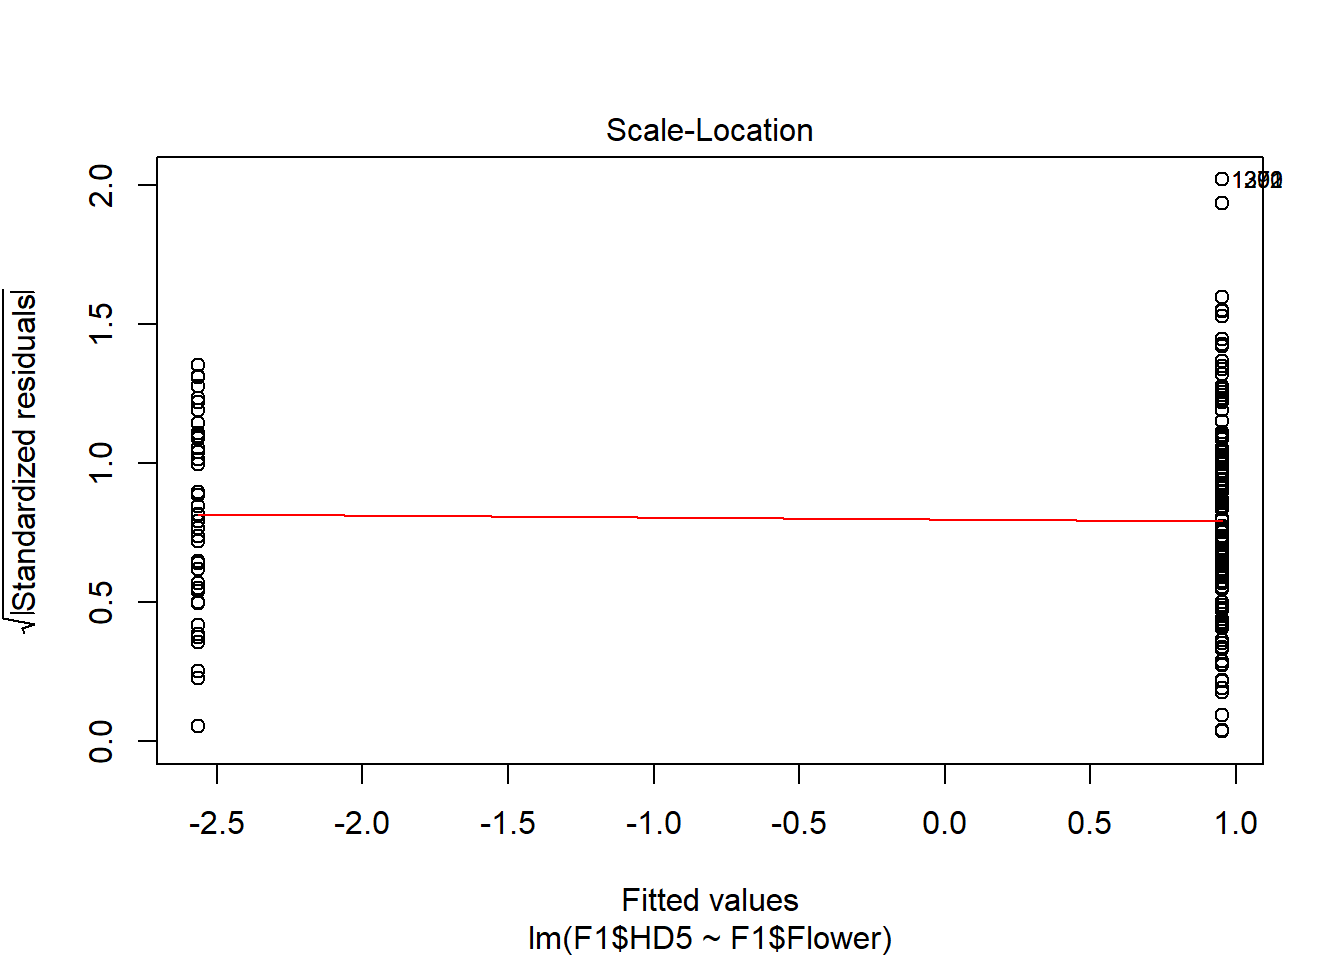 Scale-Location
√|Standardized residuals|
2.0
1.5
1.0
0.5
0.0
-2.5 -2.0 -1.5 -1.0 -0.5 0.0 0.5 1.0
Fitted values
lm(F1$HD5 ~ F1$Flower)